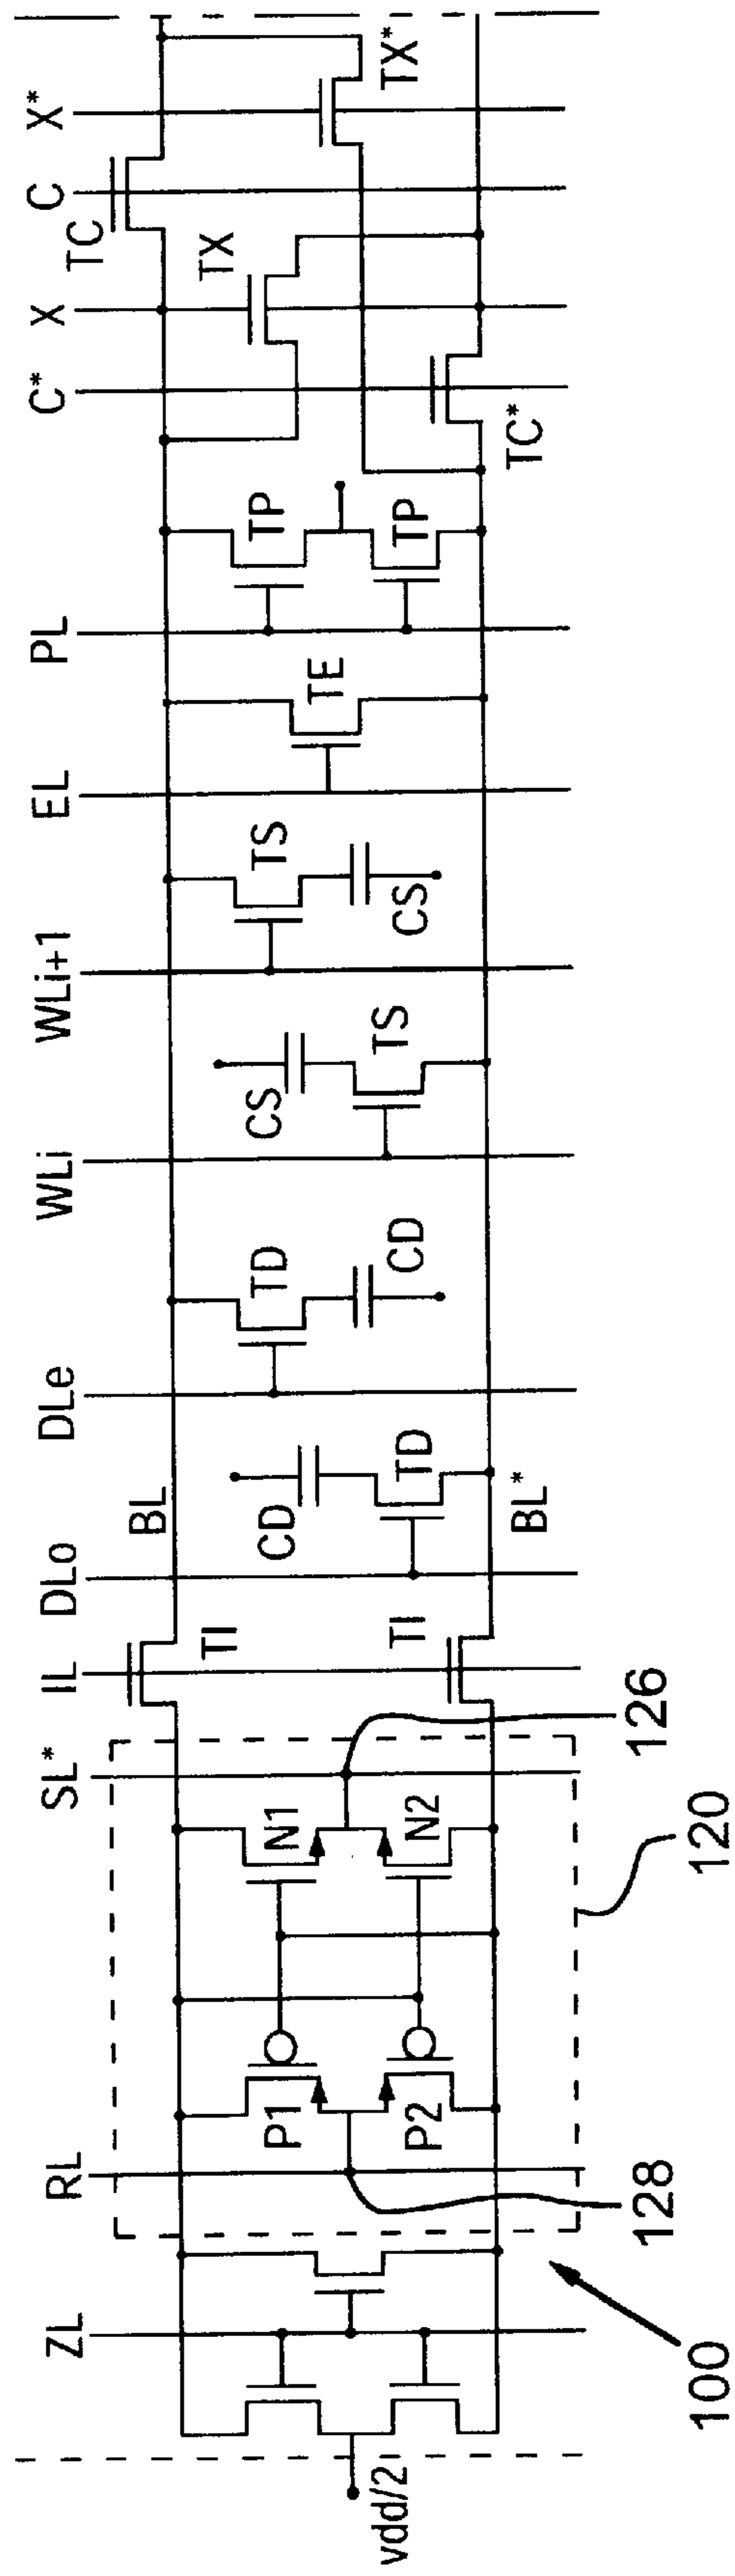 ZL
RL
SL*
IL
DLo
DLe
WLi
WLi+1
EL
PL
C*
X
C
X*
BL
TI
TC
TD
TS
TE
TP
TX
TX*
P1
N1
CD
CD
CS
CS
TS
TP
P2
N2
TI
TD
BL*
TC*
vdd/2
128
126
100
120